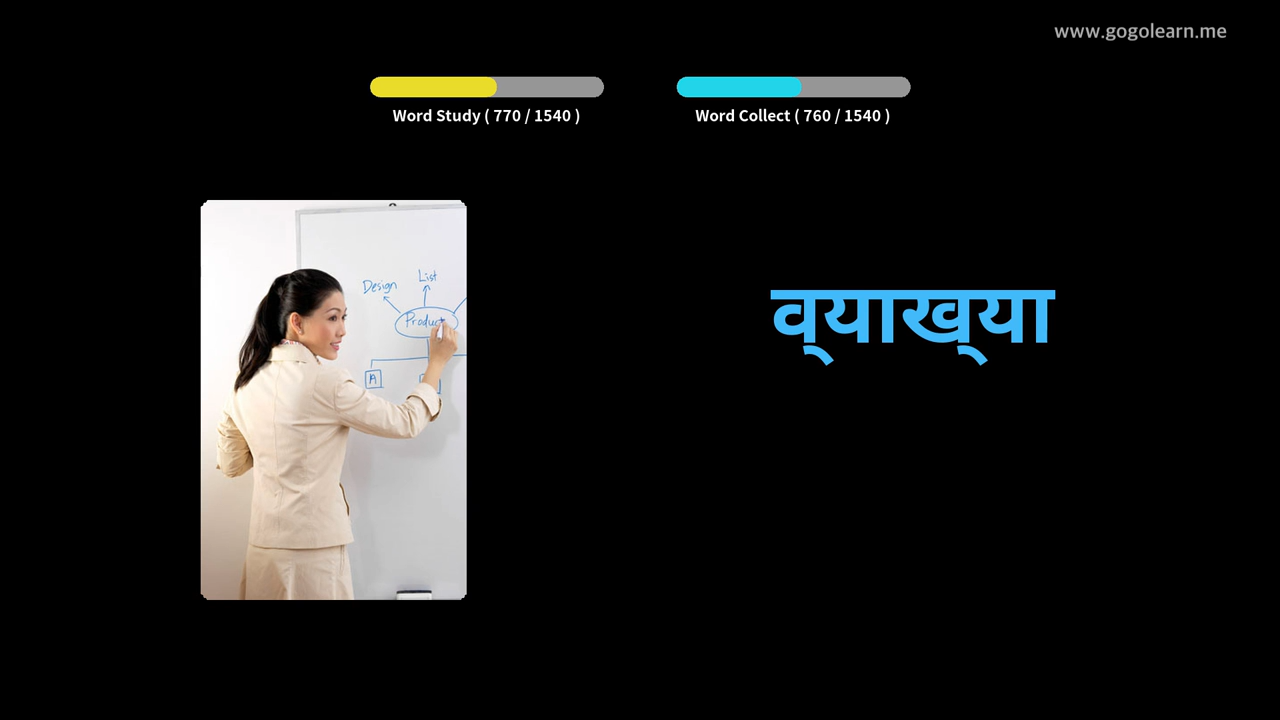 www.gogolearn.me
Word Study ( 770 / 1540 )
Word Collect ( 760 / 1540 )
व्याख्या
List
Design
Product
A